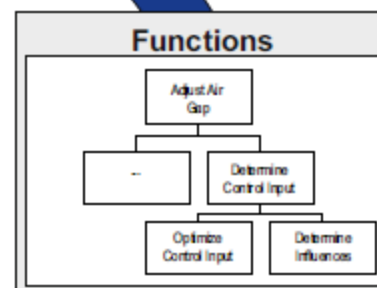 Functions
Adjust Air
Gap
...
Determine
Control Input
Optimize
Control Input
Determine
Influences